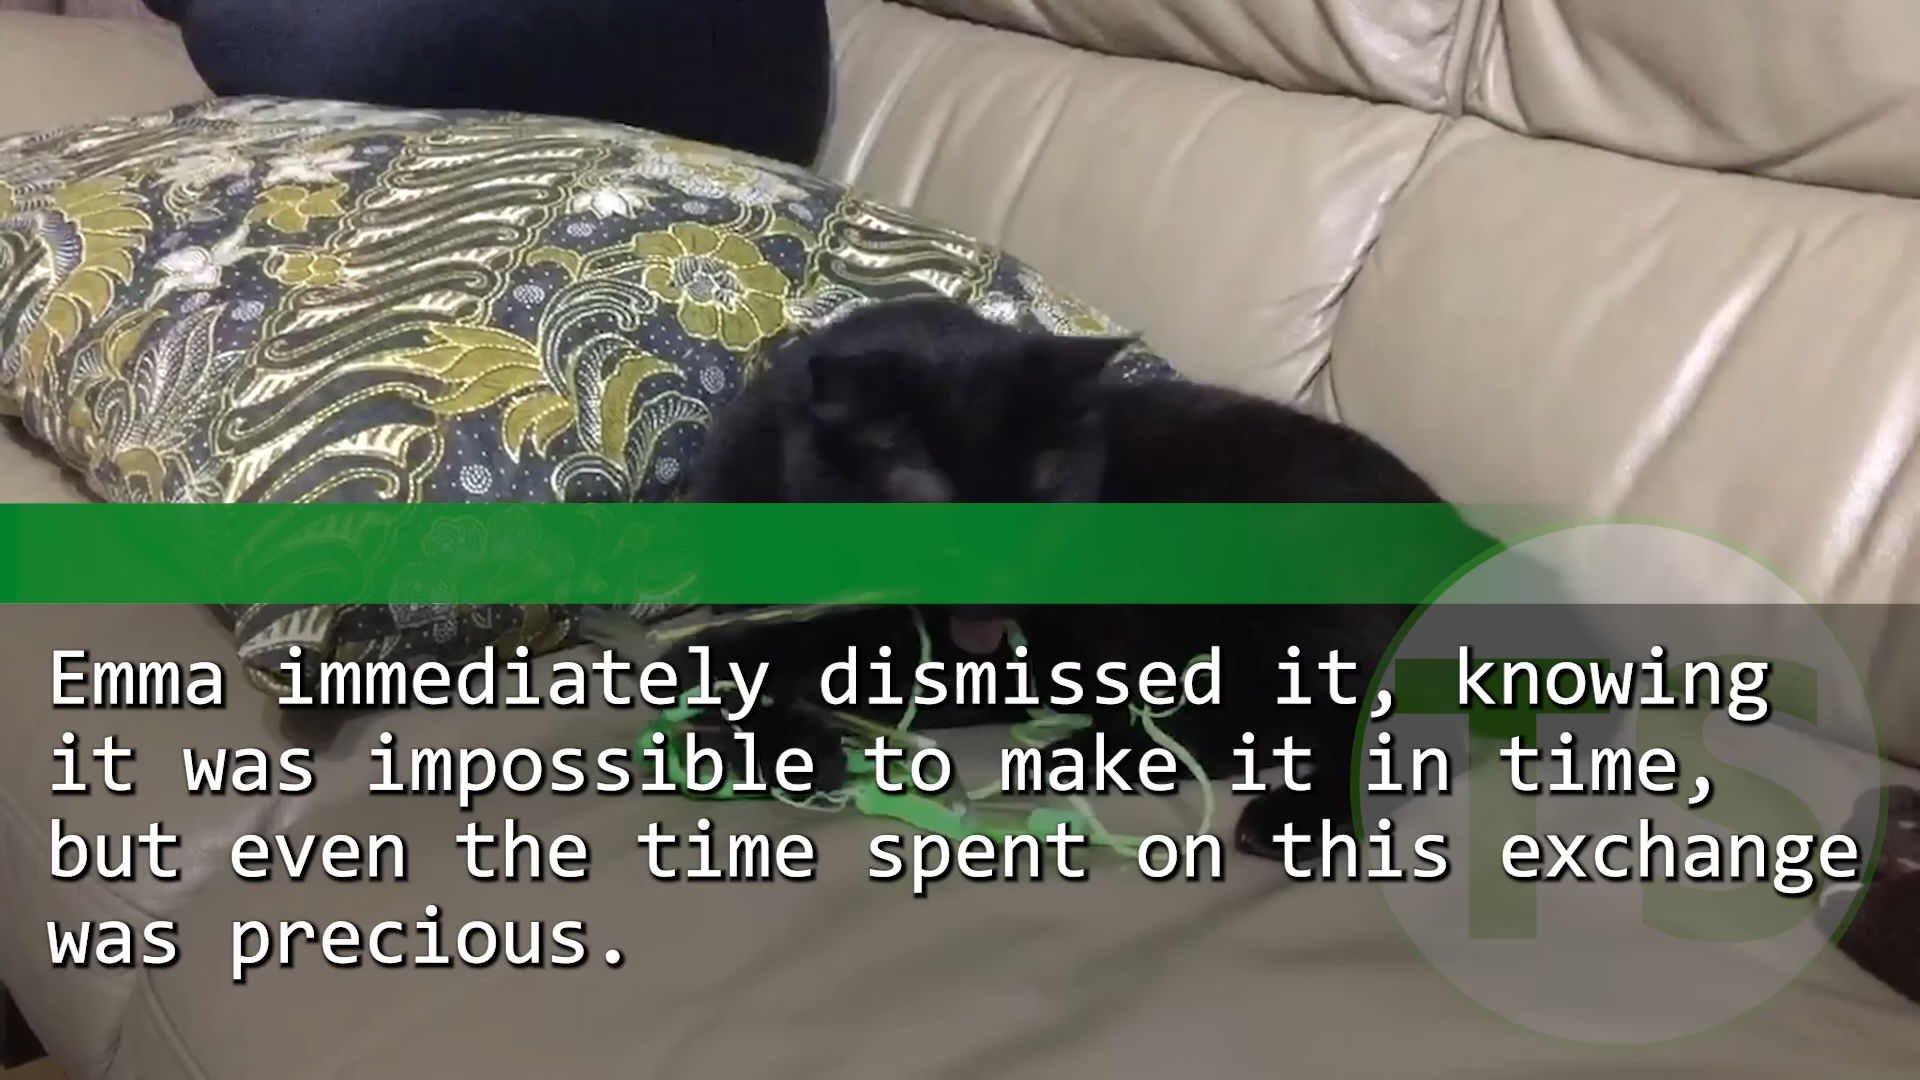 Emma immediately dismissed it, knowing
it was impossible to make it in time,
but even the time spent on this exchange
was precious.
TS